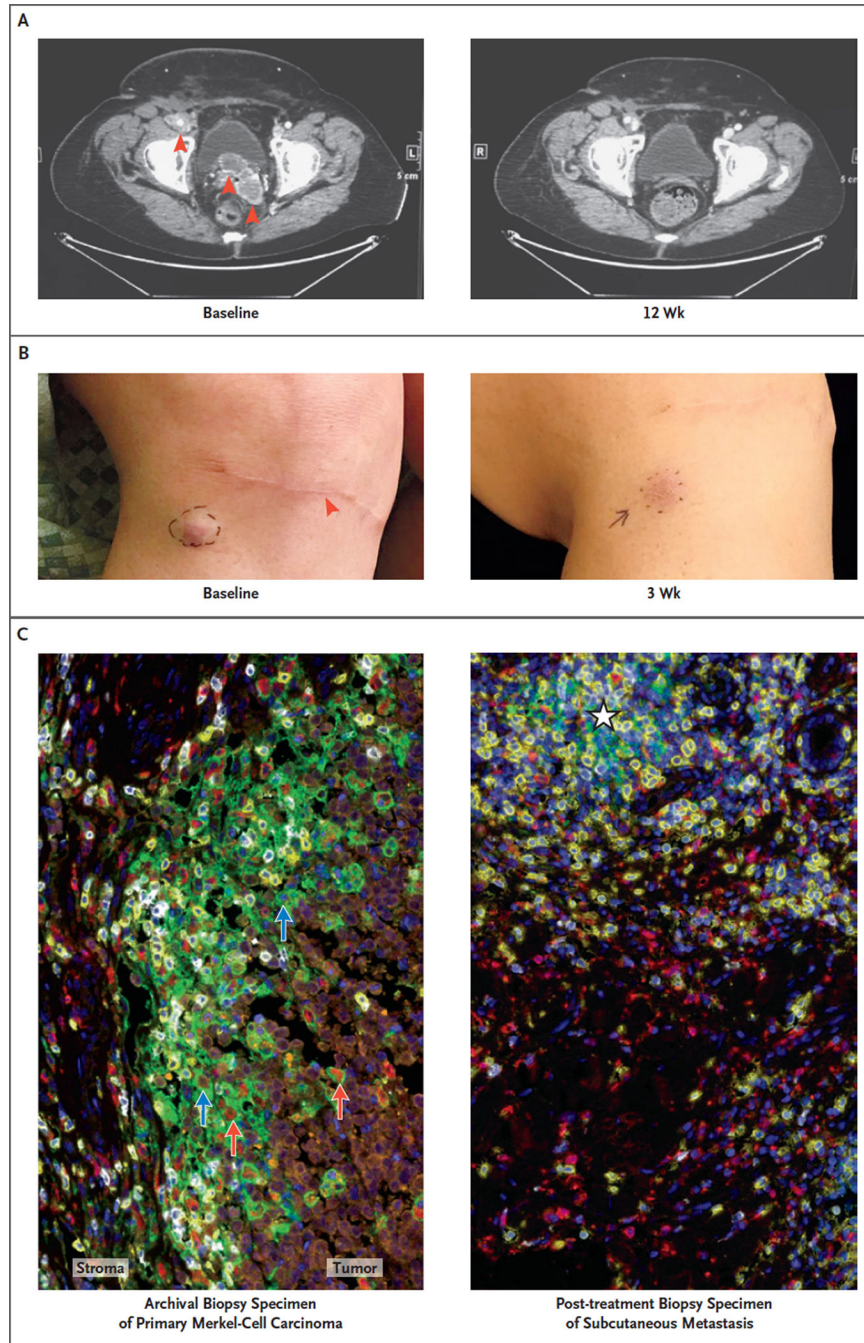 A
L
5 cm
R
5 cm
Baseline
12 Wk
B
Baseline
3 Wk
C
Stroma
Tumor
Archival Biopsy Specimen
of Primary Merkel-Cell Carcinoma
Post-treatment Biopsy Specimen
of Subcutaneous Metastasis